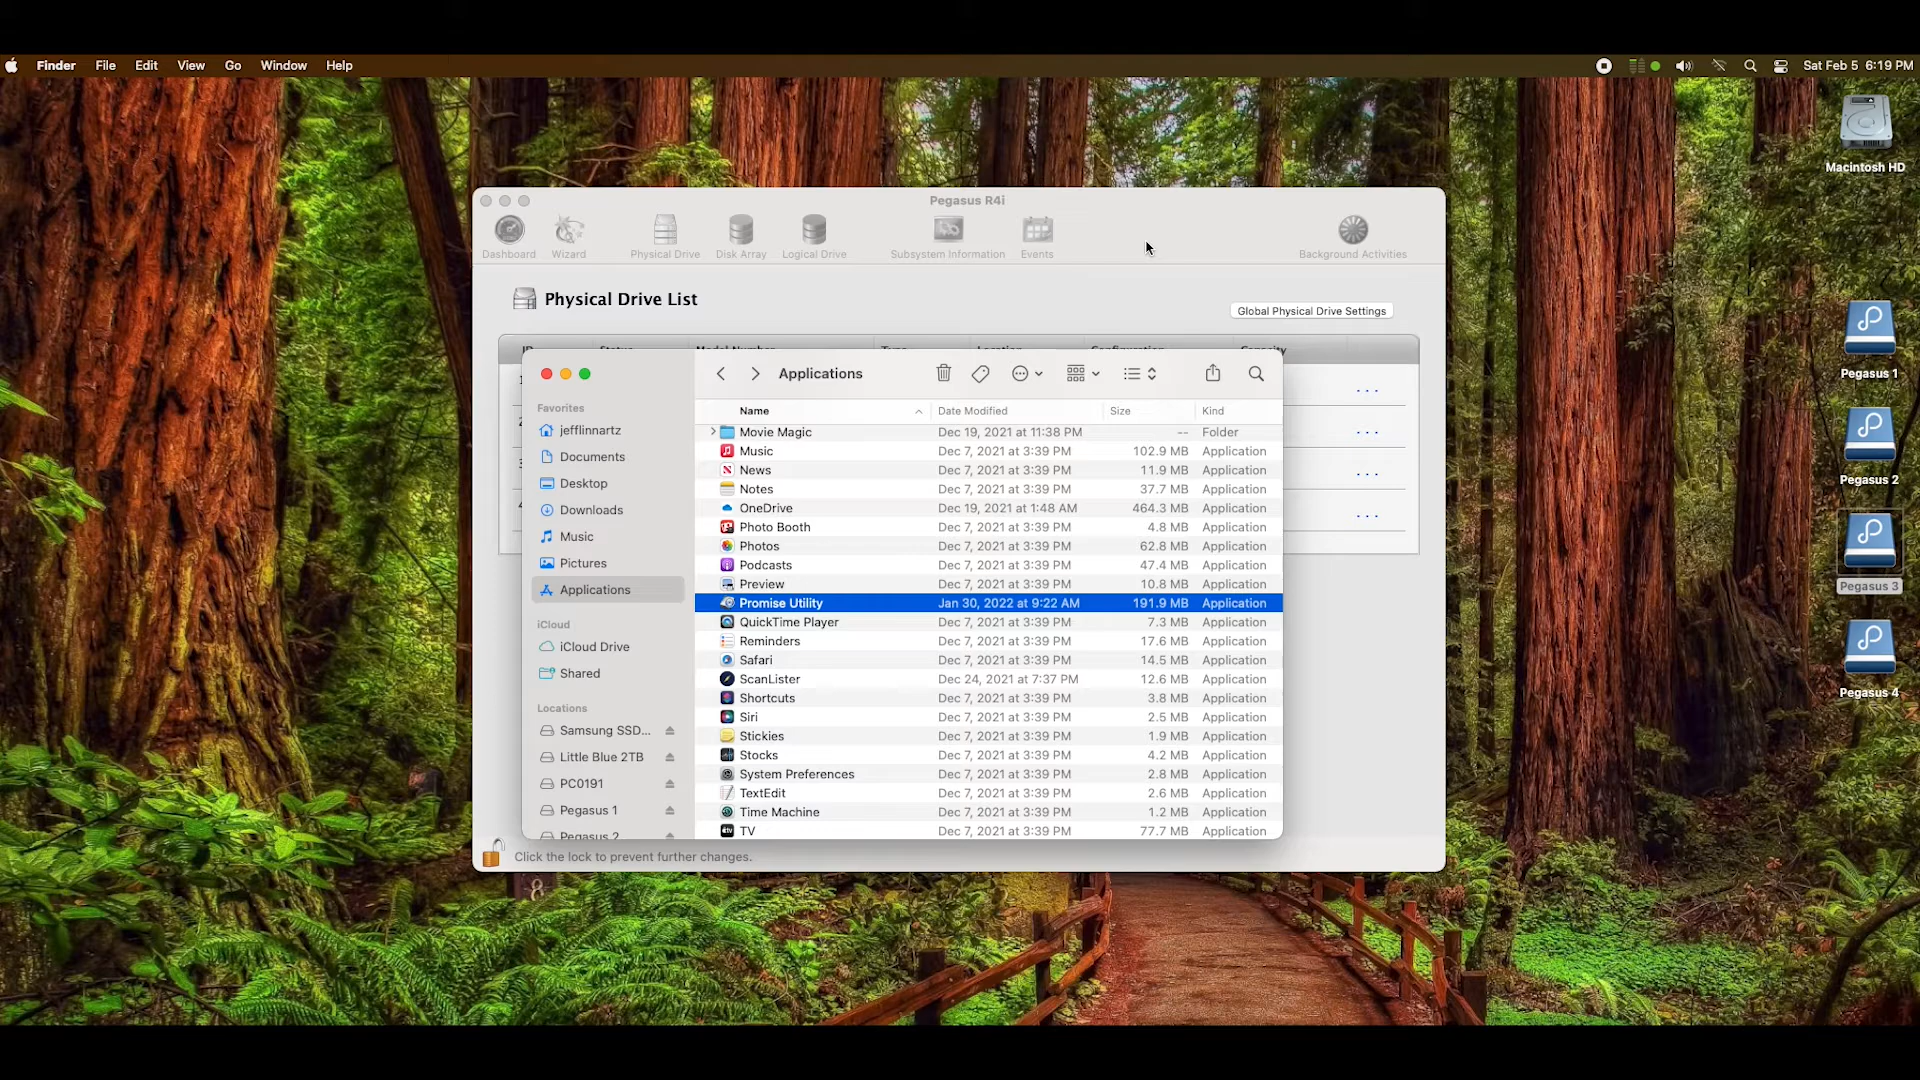 Finder File Edit View Go Window Help Sat Feb 5 6:19 PM
Macintosh HD
Pegasus R4i
Dashboard Wizard Physical Drive Disk Array Logical Drive Subsystem Information Events Background Activities
Physical Drive List
Global Physical Drive Settings
Applications
Favorites
jefflinnartz
Documents
Desktop
Downloads
Music
Pictures
Applications
iCloud
iCloud Drive
Shared
Locations
Samsung SSD...
Little Blue 2TB
PC0191
Pegasus 1
Pegasus 2
Name Date Modified Size Kind
Movie Magic Dec 19, 2021 at 11:38 PM -- Folder
Music Dec 7, 2021 at 3:39 PM 102.9 MB Application
News Dec 7, 2021 at 3:39 PM 11.9 MB Application
Notes Dec 7, 2021 at 3:39 PM 37.7 MB Application
OneDrive Dec 19, 2021 at 1:48 AM 464.3 MB Application
Photo Booth Dec 7, 2021 at 3:39 PM 4.8 MB Application
Photos Dec 7, 2021 at 3:39 PM 62.8 MB Application
Podcasts Dec 7, 2021 at 3:39 PM 47.4 MB Application
Preview Dec 7, 2021 at 3:39 PM 10.8 MB Application
Promise Utility Jan 30, 2022 at 9:22 AM 191.9 MB Application
QuickTime Player Dec 7, 2021 at 3:39 PM 7.3 MB Application
Reminders Dec 7, 2021 at 3:39 PM 17.6 MB Application
Safari Dec 7, 2021 at 3:39 PM 14.5 MB Application
ScanLister Dec 24, 2021 at 7:37 PM 12.6 MB Application
Shortcuts Dec 7, 2021 at 3:39 PM 3.8 MB Application
Siri Dec 7, 2021 at 3:39 PM 2.5 MB Application
Stickies Dec 7, 2021 at 3:39 PM 1.9 MB Application
Stocks Dec 7, 2021 at 3:39 PM 4.2 MB Application
System Preferences Dec 7, 2021 at 3:39 PM 2.8 MB Application
TextEdit Dec 7, 2021 at 3:39 PM 2.6 MB Application
Time Machine Dec 7, 2021 at 3:39 PM 1.2 MB Application
TV Dec 7, 2021 at 3:39 PM 77.7 MB Application
Click the lock to prevent further changes.
Pegasus 1
Pegasus 2
Pegasus 3
Pegasus 4
8